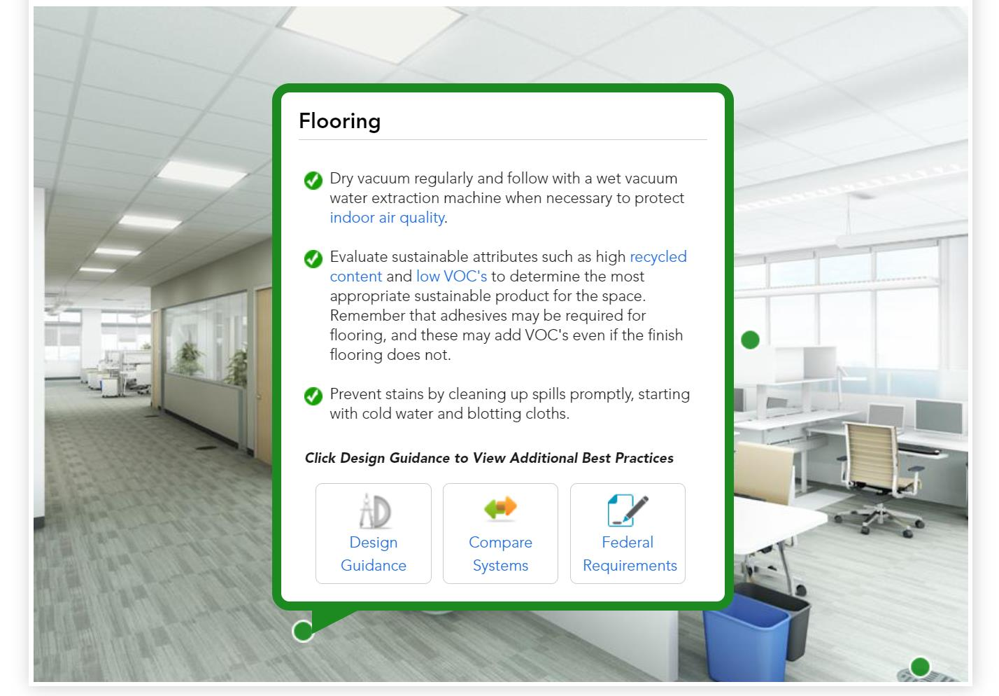 Flooring
Dry vacuum regularly and follow with a wet vacuum
water extraction machine when necessary to protect
indoor air quality.
Evaluate sustainable attributes such as high recycled
content and low VOC's to determine the most
appropriate sustainable product for the space.
Remember that adhesives may be required for
flooring, and these may add VOC's even if the finish
flooring does not.
Prevent stains by cleaning up spills promptly, starting
with cold water and blotting cloths.
Click Design Guidance to View Additional Best Practices
Design
Guidance
Compare
Systems
Federal
Requirements